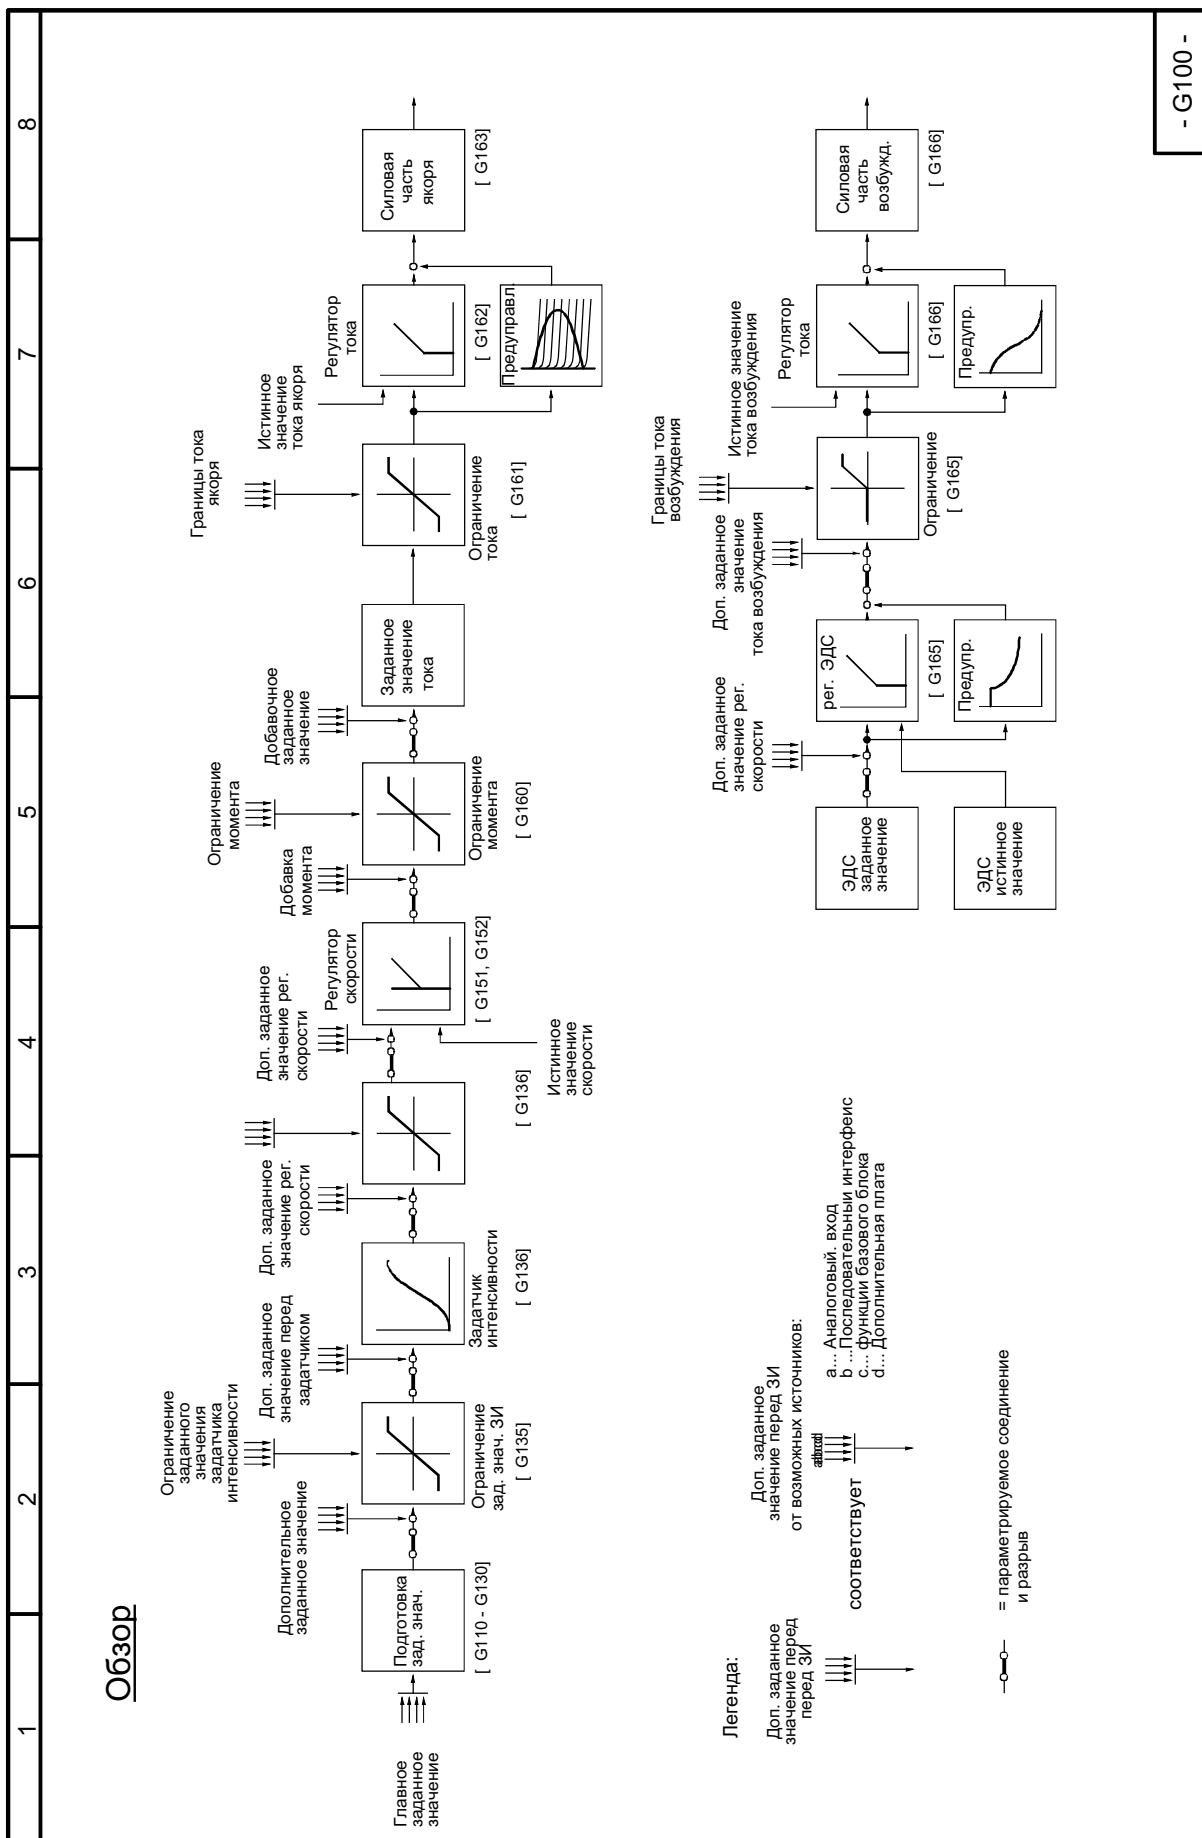 1
2
3
4
5
6
7
8
Обзор
Главное
заданное
значение
Подготовка
зад. знач.
[ G110 - G130]
Дополнительное
заданное значение
Ограничение
заданного
значения
задатчика
интенсивности
Ограничение
зад. знач. ЗИ
[ G135]
Доп. заданное
значение перед
задатчиком
Задатчик
интенсивности
[ G136]
Доп. заданное
значение рег.
скорости
[ G136]
Доп. заданное
значение рег.
скорости
Регулятор
скорости
[ G151, G152]
Истинное
значение
скорости
Добавка
момента
Ограничение
момента
Ограничение
момента
[ G160]
Добавочное
заданное
значение
Заданное
значение
тока
Границы тока
якоря
Ограничение
тока
[ G161]
Истинное
значение
тока якоря
Регулятор
тока
[ G162]
Предуправл.
Силовая
часть
якоря
[ G163]
ЭДС
заданное
значение
ЭДС
истинное
значение
Доп. заданное
значение рег.
скорости
рег. ЭДС
[ G165]
Предупр.
Доп. заданное
значение
тока возбуждения
Границы тока
возбуждения
Ограничение
[ G165]
Истинное значение
тока возбуждения
Регулятор
тока
[ G166]
Предупр.
Силовая
часть
возбужд.
[ G166]
Легенда:
Доп. заданное
значение перед
перед ЗИ
соответствует
Доп. заданное
значение перед ЗИ
от возможных источников:
a... Аналоговый. вход
b ...Последовательный интерфеис
c... функции базового блока
d... Дополнительная плата
= параметрируемое соединение
и разрыв
- G100 -